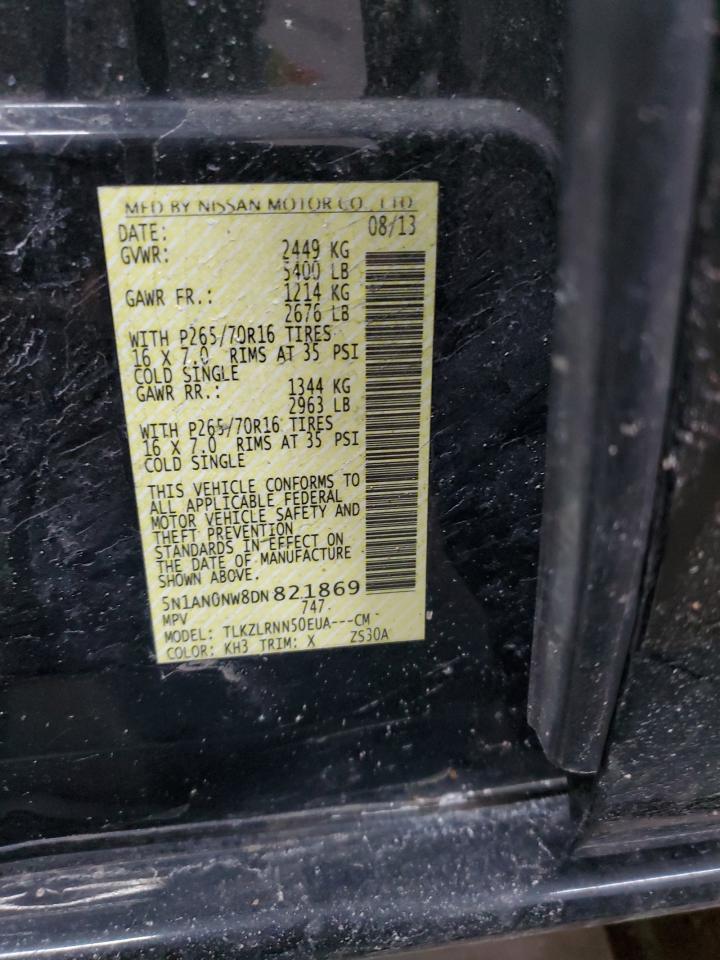 MFD BY NISSAN MOTOR CO., LTD.
DATE: 08/13
GVWR: 2449 KG
5400 LB
GAWR FR.: 1214 KG
2676 LB
WITH P265/70R16 TIRES
16 X 7.0 RIMS AT 35 PSI
COLD SINGLE
GAWR RR.: 1344 KG
2963 LB
WITH P265/70R16 TIRES
16 X 7.0 RIMS AT 35 PSI
COLD SINGLE
THIS VEHICLE CONFORMS TO
ALL APPLICABLE FEDERAL
MOTOR VEHICLE SAFETY AND
THEFT PREVENTION
STANDARDS IN EFFECT ON
THE DATE OF MANUFACTURE
SHOWN ABOVE.
5N1AN0NW8DN821869
MPV 747
MODEL: TLKZLRNN50EUA---CM
COLOR: KH3 TRIM: X ZS30A